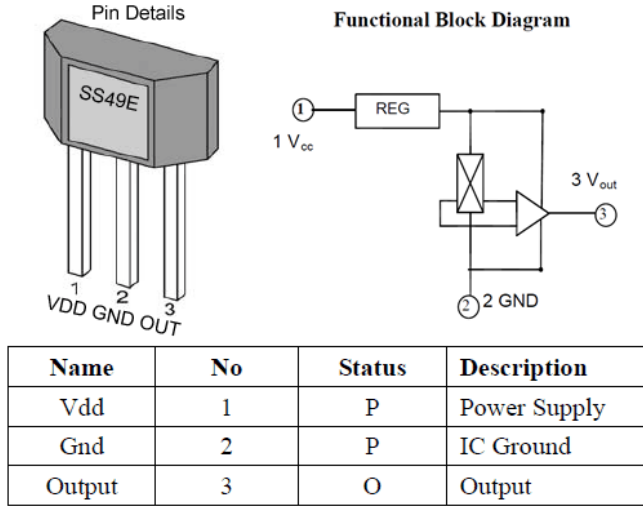 Pin Details
SS49E
1
2
3
VDD GND OUT
Functional Block Diagram
1
REG
1 Vcc
3 Vout
3
2
2 GND
Name No Status Description
Vdd 1 P Power Supply
Gnd 2 P IC Ground
Output 3 O Output